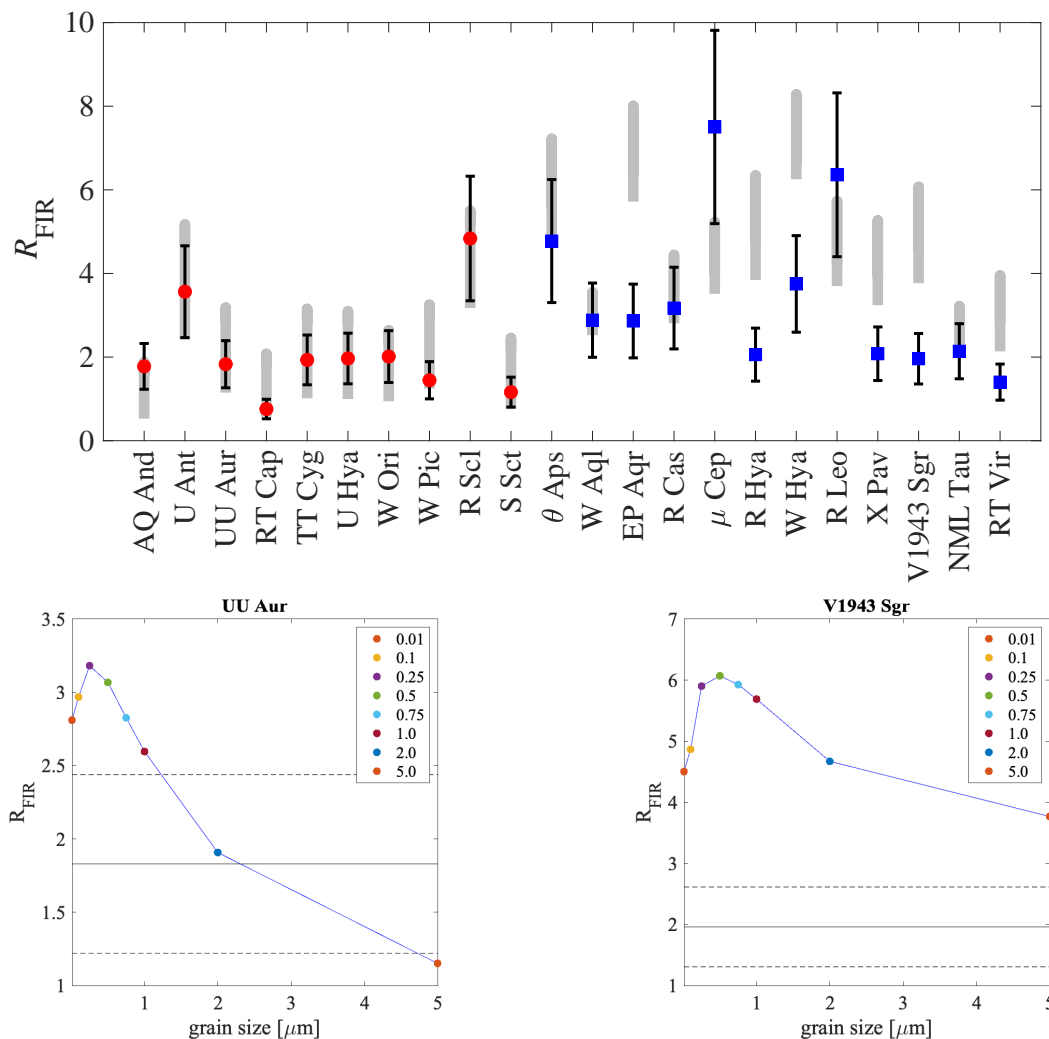 10
8
6
4
2
0
R_FIR
AQ And
U Ant
UU Aur
RT Cap
TT Cyg
U Hya
W Ori
W Pic
R Scl
S Sct
θ Aps
W Aql
EP Aqr
R Cas
μ Cep
R Hya
W Hya
R Leo
X Pav
V1943 Sgr
NML Tau
RT Vir
UU Aur
3.5
3
2.5
2
1.5
1
R_FIR
0.01
0.1
0.25
0.5
0.75
1.0
2.0
5.0
1 2 3 4 5
grain size [μm]
V1943 Sgr
7
6
5
4
3
2
1
R_FIR
0.01
0.1
0.25
0.5
0.75
1.0
2.0
5.0
1 2 3 4 5
grain size [μm]